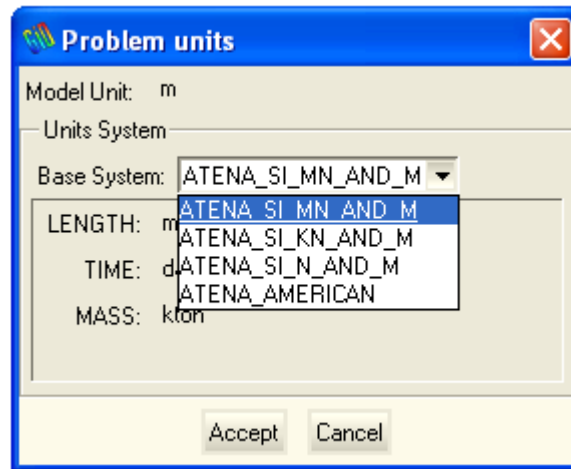 Problem units
Model Unit: m
Units System
Base System: ATENA_SI_MN_AND_M
ATENA_SI_MN_AND_M
LENGTH:
ATENA_SI_KN_AND_M
TIME:
ATENA_SI_N_AND_M
ATENA_AMERICAN
MASS: kton
Accept Cancel